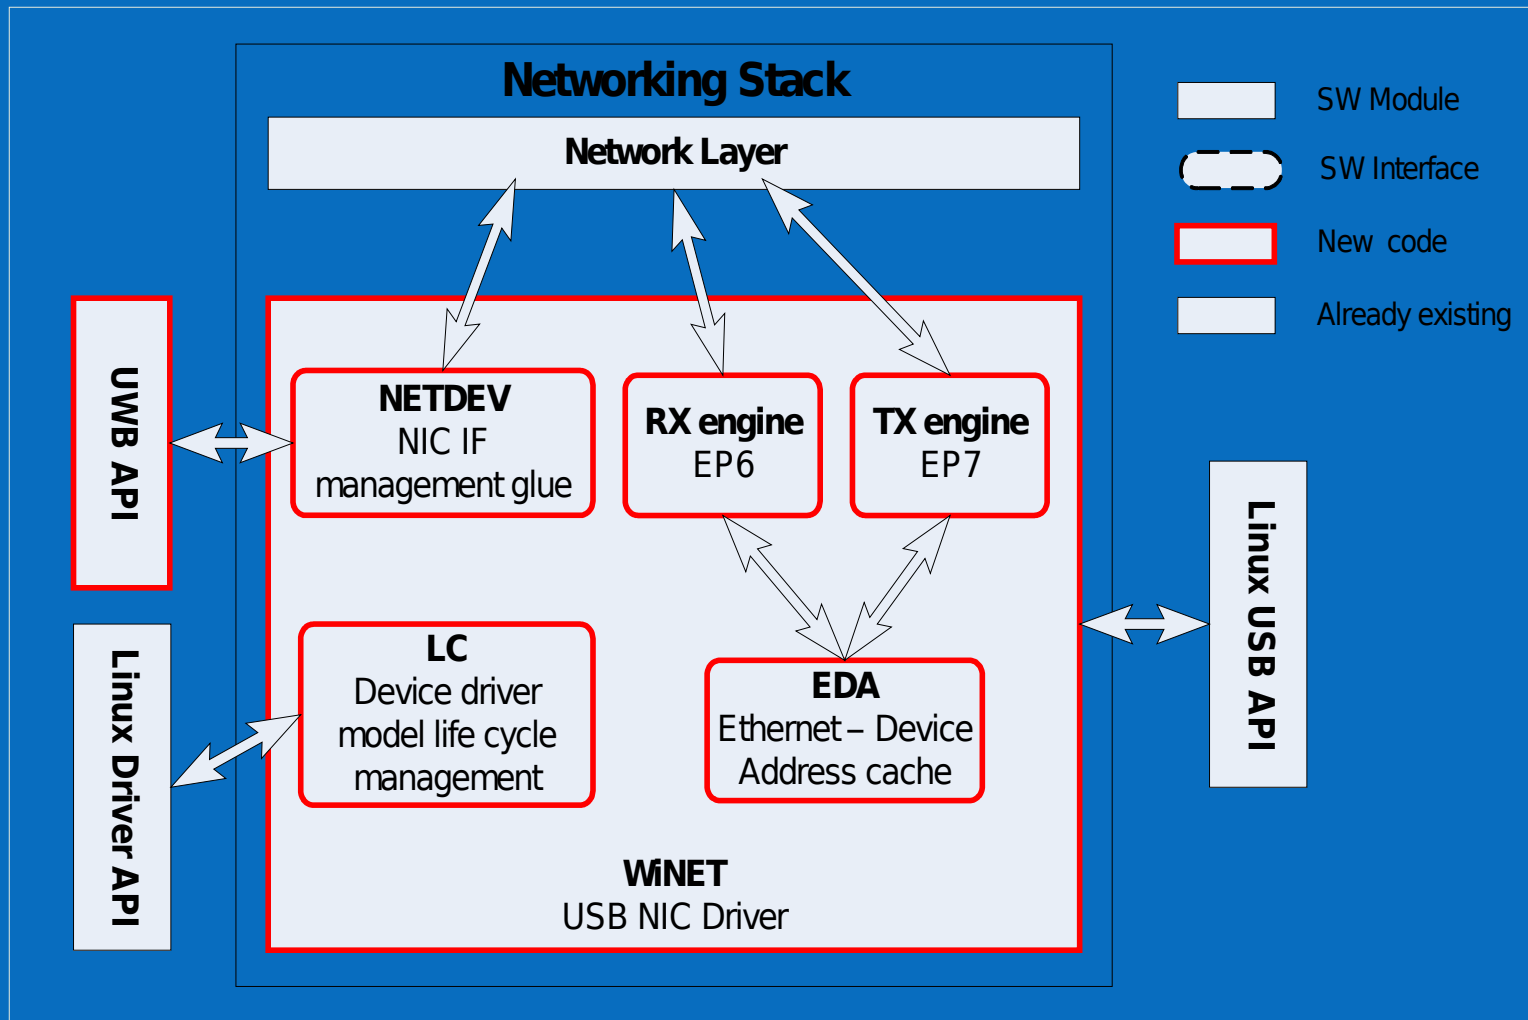 Networking Stack
Network Layer
SW Module
SW Interface
New code
Already existing
UWB API
NETDEV
NIC IF
management glue
RX engine
EP6
TX engine
EP7
Linux Driver API
LC
Device driver
model life cycle
management
EDA
Ethernet – Device
Address cache
Linux USB API
WiNET
USB NIC Driver